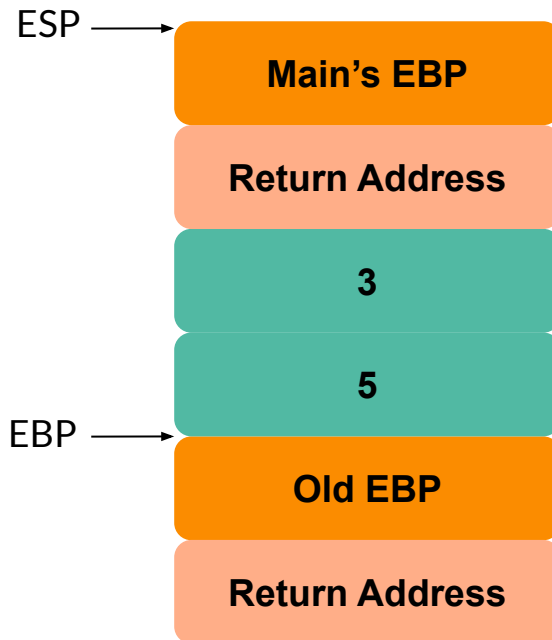 ESP
Main’s EBP
Return Address
3
5
EBP
Old EBP
Return Address